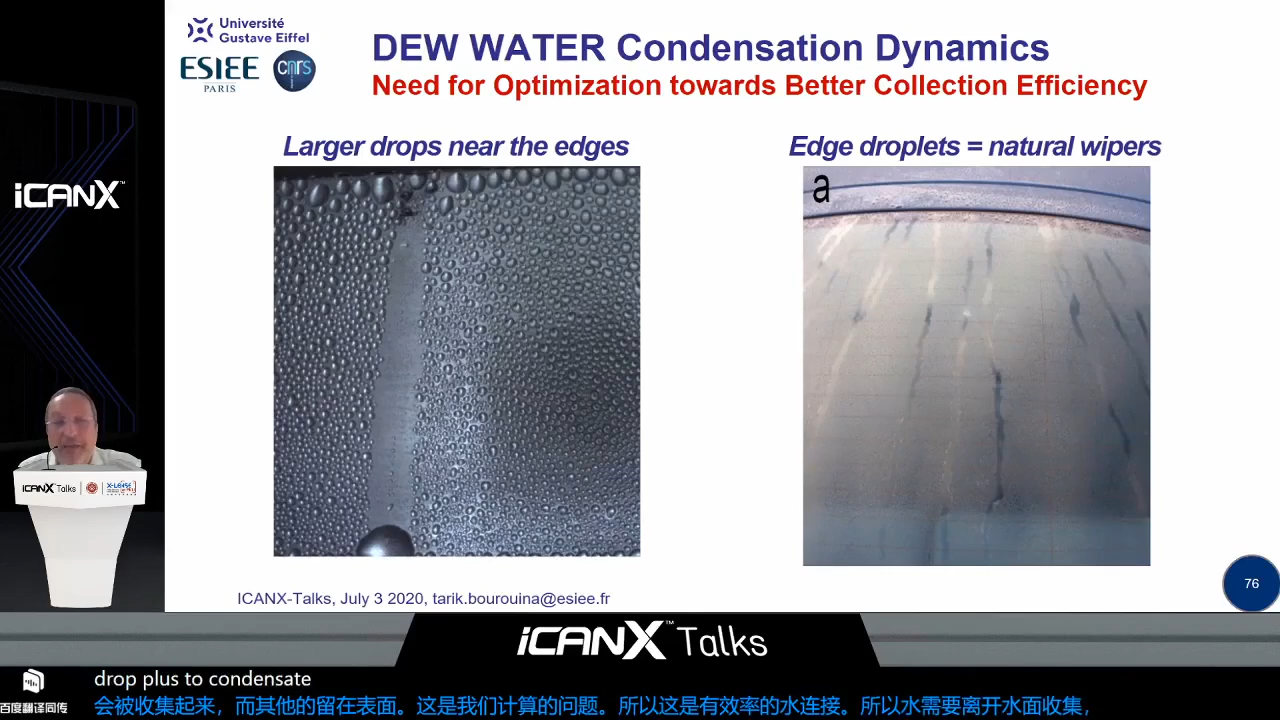 Université
Gustave Eiffel
ESIEE
PARIS
cnrs
DEW WATER Condensation Dynamics
Need for Optimization towards Better Collection Efficiency
Larger drops near the edges
Edge droplets = natural wipers
a
iCANX™
iCANX Talks
X-LENSE
ICANX-Talks, July 3 2020, tarik.bourouina@esiee.fr
76
iCANX™ Talks
drop plus to condensate
百度翻译同传
会被收集起来，而其他的留在表面。这是我们计算的问题。所以这是有效率的水连接。所以水需要离开水面收集，